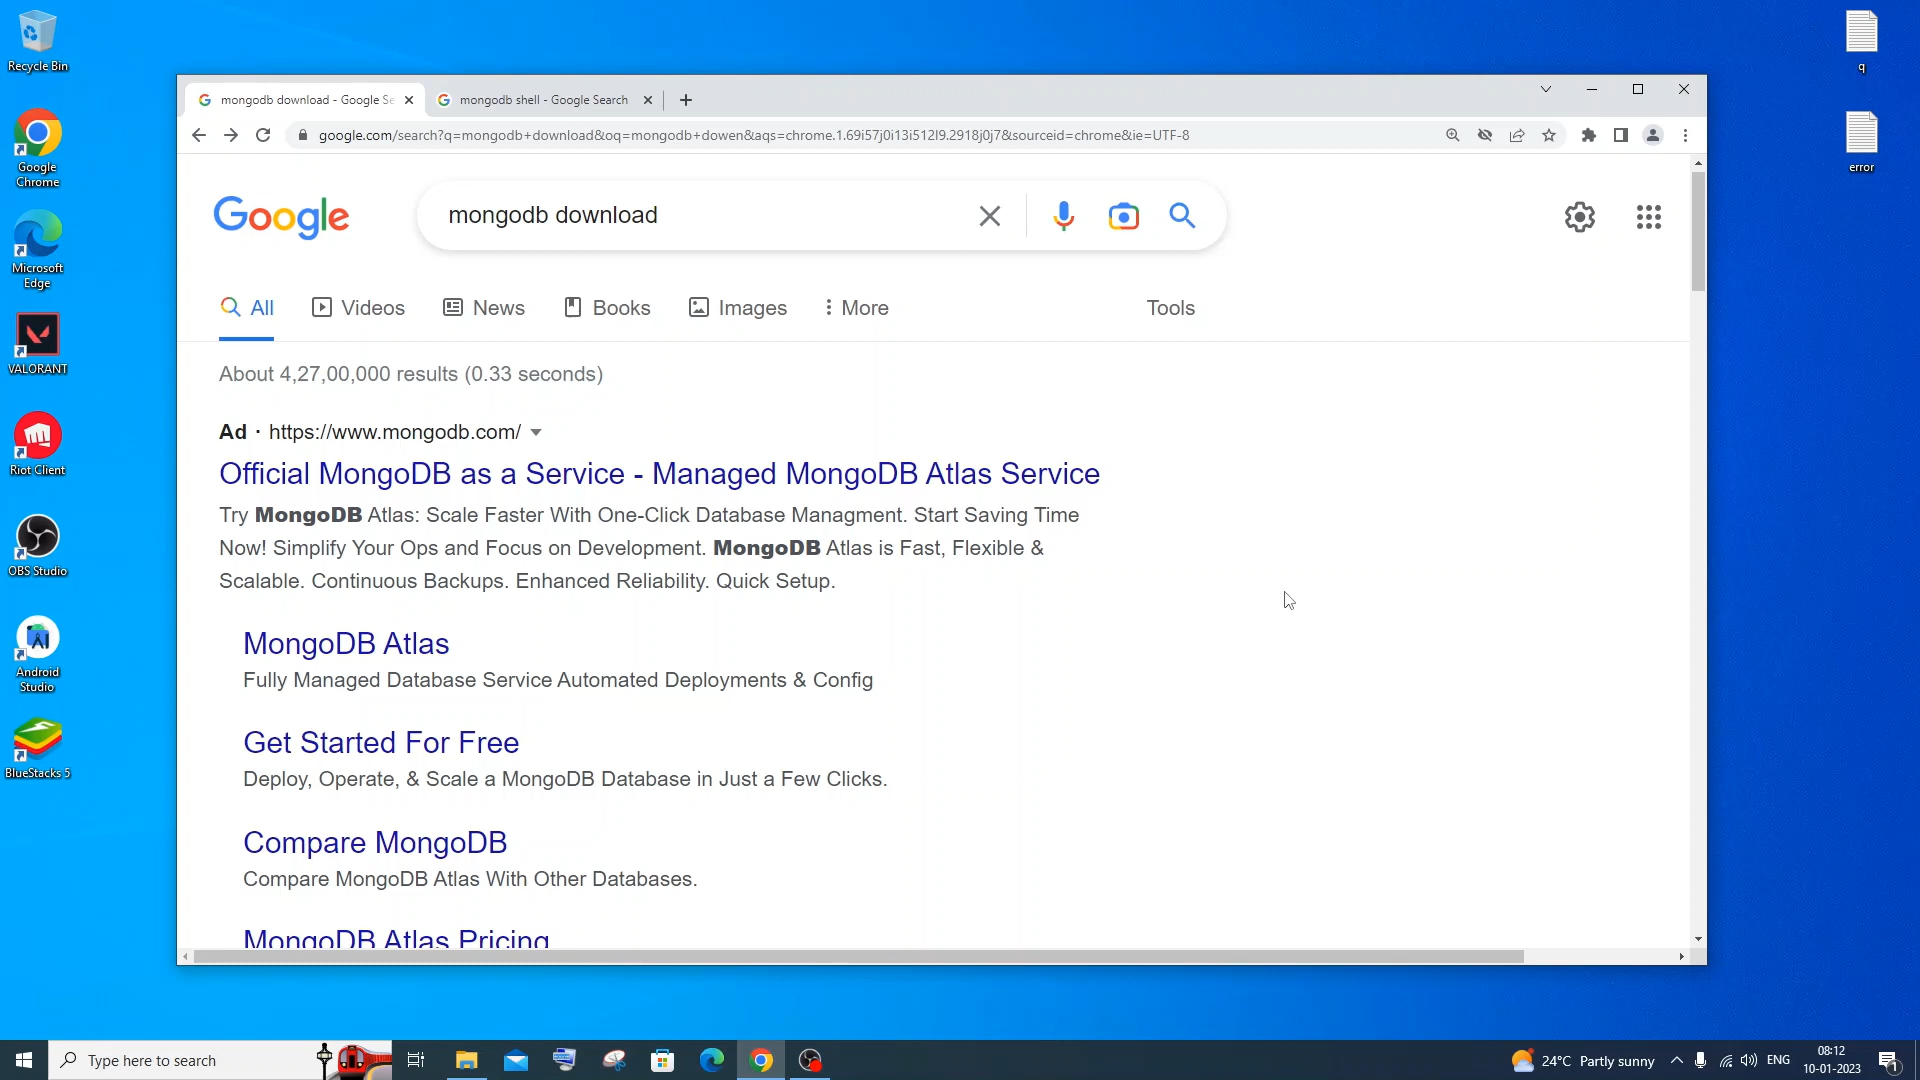 Recycle Bin
Google
Chrome
Microsoft
Edge
VALORANT
Riot Client
OBS Studio
Android
Studio
BlueStacks 5
q
error
mongodb download - Google Se
mongodb shell - Google Search
google.com/search?q=mongodb+download&oq=mongodb+dowen&aqs=chrome.1.69i57j0i13i512l9.2918j0j7&sourceid=chrome&ie=UTF-8
Google
mongodb download
All
Videos
News
Books
Images
More
Tools
About 4,27,00,000 results (0.33 seconds)
Ad · https://www.mongodb.com/
Official MongoDB as a Service - Managed MongoDB Atlas Service
Try MongoDB Atlas: Scale Faster With One-Click Database Managment. Start Saving Time
Now! Simplify Your Ops and Focus on Development. MongoDB Atlas is Fast, Flexible &
Scalable. Continuous Backups. Enhanced Reliability. Quick Setup.
MongoDB Atlas
Fully Managed Database Service Automated Deployments & Config
Get Started For Free
Deploy, Operate, & Scale a MongoDB Database in Just a Few Clicks.
Compare MongoDB
Compare MongoDB Atlas With Other Databases.
MongoDB Atlas Pricing
Type here to search
24°C Partly sunny
ENG
08:12
10-01-2023
1